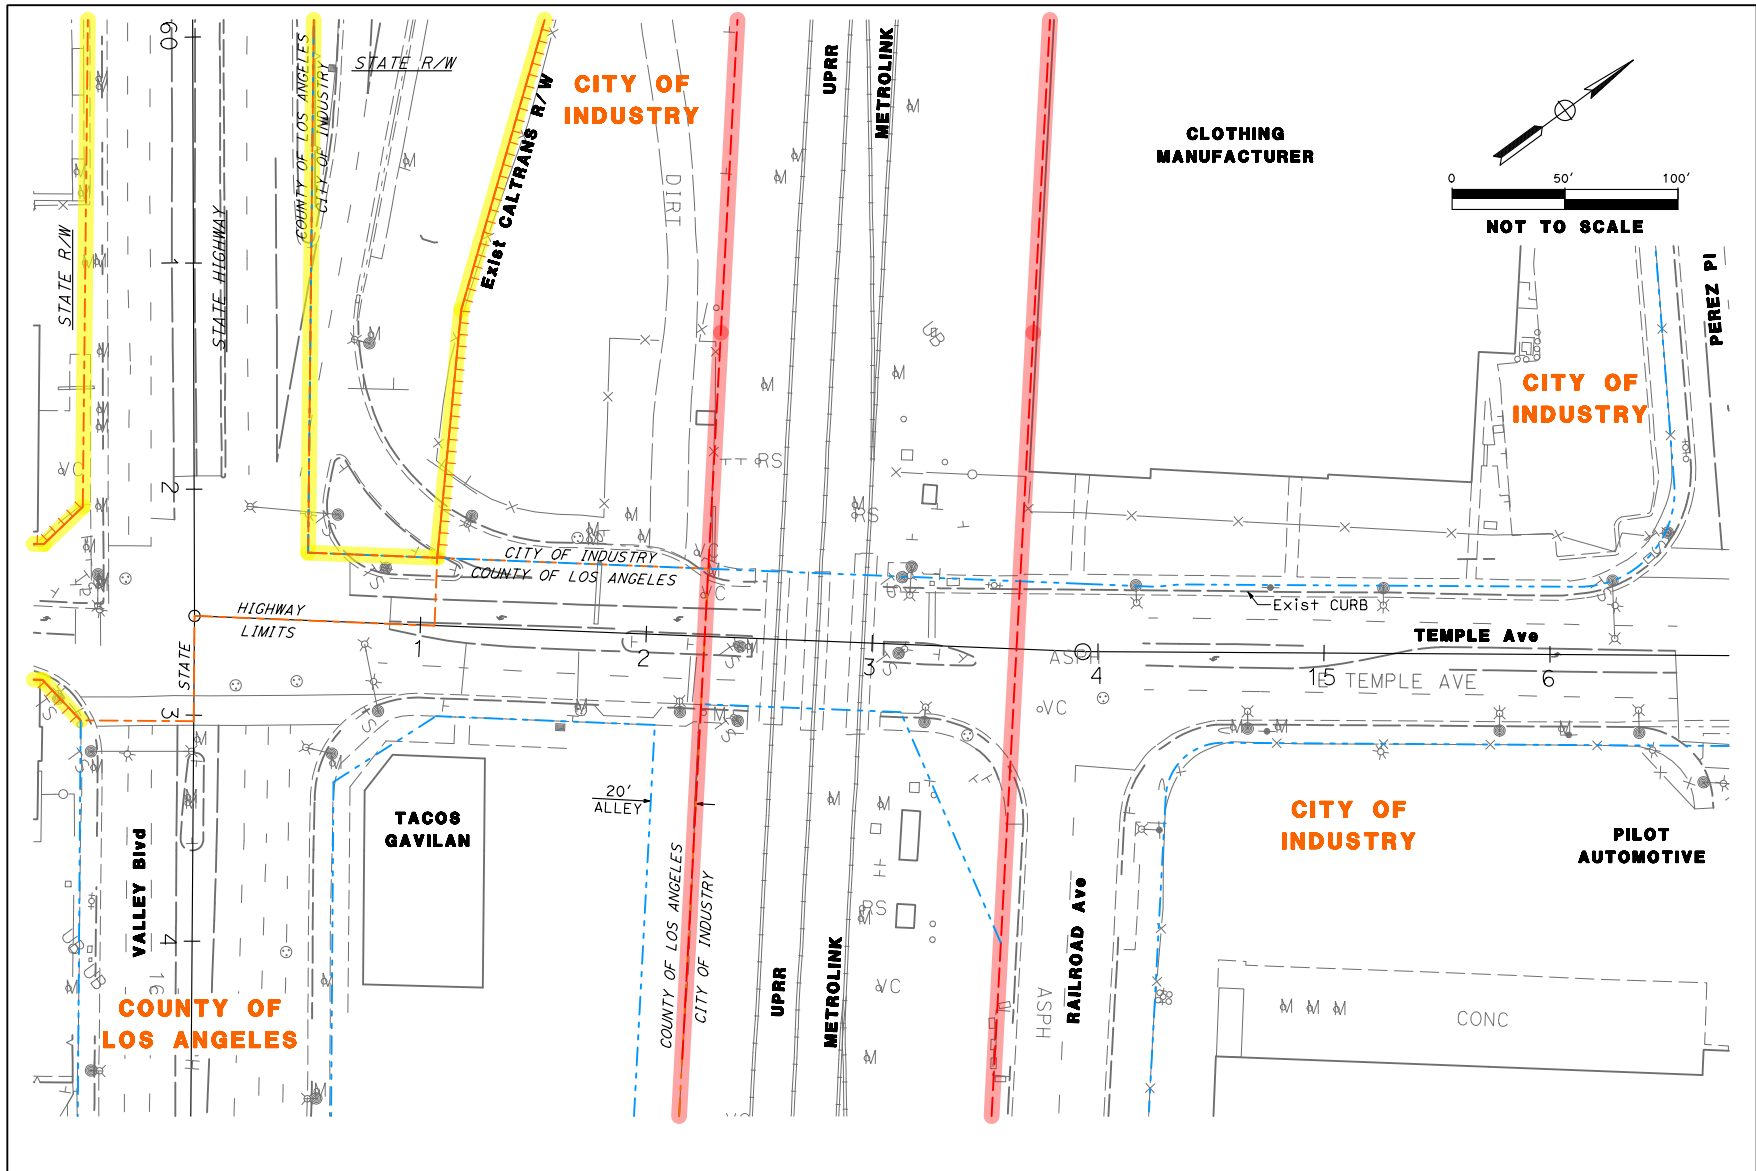 60
COUNTY OF LOS ANGELES
CITY OF INDUSTRY
STATE R/W
CITY OF
INDUSTRY
Exist CALTRANS R/W
UPRR
METROLINK
CLOTHING
MANUFACTURER
0 50' 100'
NOT TO SCALE
STATE R/W
1
STATE HIGHWAY
DIRT
PEREZ Pl
CITY OF
INDUSTRY
VC
2
RS
RS
CITY OF INDUSTRY
COUNTY OF LOS ANGELES
VC
VC
HIGHWAY
LIMITS
STATE
Exist CURB
TEMPLE Ave
1
2
3
4
15
6
ASPH
E TEMPLE AVE
VC
3
20'
ALLEY
TACOS
GAVILAN
CITY OF
INDUSTRY
PILOT
AUTOMOTIVE
VALLEY Blvd
4
COUNTY OF LOS ANGELES
CITY OF INDUSTRY
RS
RAILROAD Ave
UPRR
METROLINK
VC
ASPH
COUNTY OF
LOS ANGELES
M M M
CONC